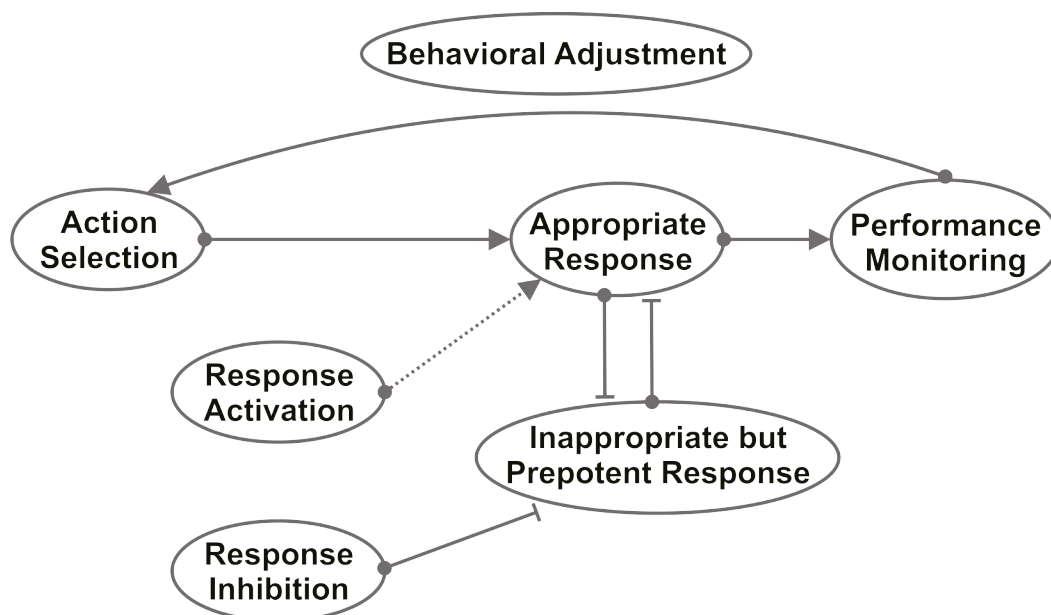 Behavioral Adjustment
Action
Selection
Appropriate
Response
Performance
Monitoring
Response
Activation
Inappropriate but
Prepotent Response
Response
Inhibition